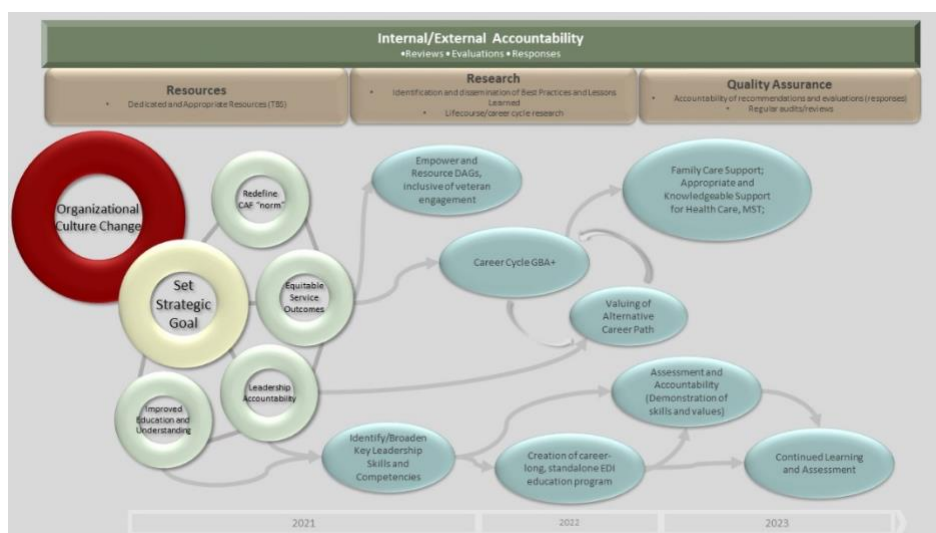 Internal/External Accountability
•Reviews •Evaluations •Responses
Resources
• Dedicated and Appropriate Resources (TBS)
Research
• Identification and dissemination of Best Practices and Lessons
Learned
• Lifecourse/career cycle research
Quality Assurance
• Accountability of recommendations and evaluations (responses)
• Regular audits/reviews
Organizational
Culture Change
Set
Strategic
Goal
Redefine
CAF "norm"
Equitable
Service
Outcomes
Leadership
Accountability
Improved
Education and
Understanding
Empower and
Resource DAGs,
inclusive of veteran
engagement
Career Cycle GBA+
Family Care Support;
Appropriate and
Knowledgeable Support
for Health Care, MST;
Valuing of
Alternative
Career Path
Assessment and
Accountability
(Demonstration of
skills and values)
Identify/Broaden
Key Leadership
Skills and
Competencies
Creation of career-
long, standalone EDI
education program
Continued Learning
and Assessment
2021
2022
2023